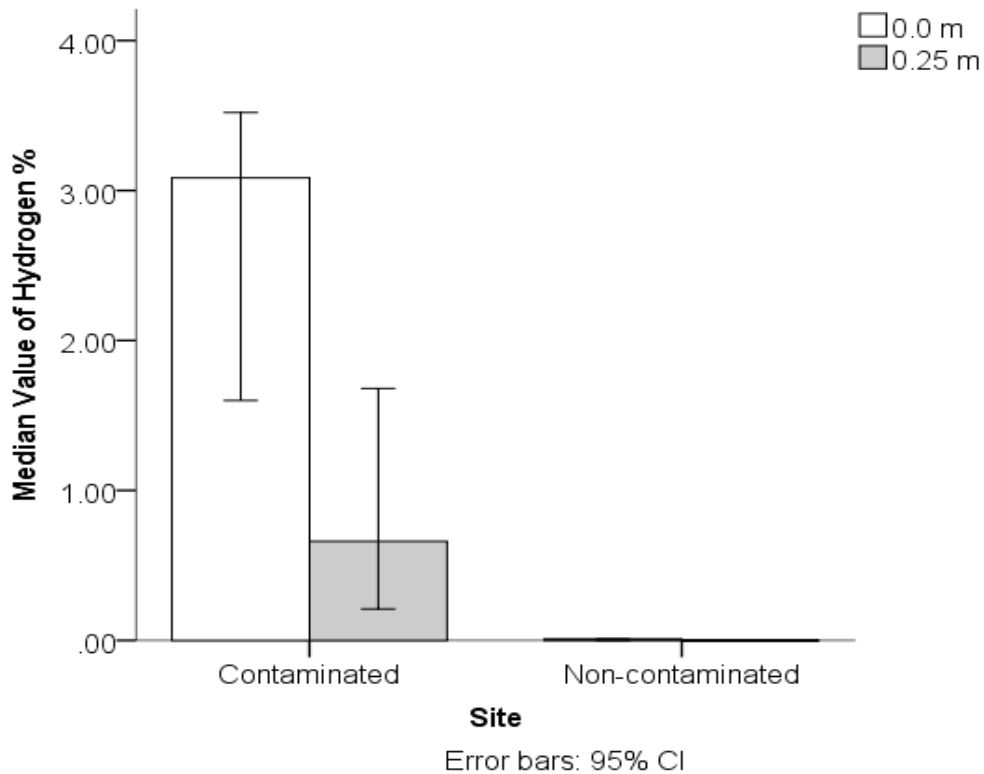 0.0 m
0.25 m
Median Value of Hydrogen %
4.00
3.00
2.00
1.00
.00
Contaminated
Non-contaminated
Site
Error bars: 95% CI